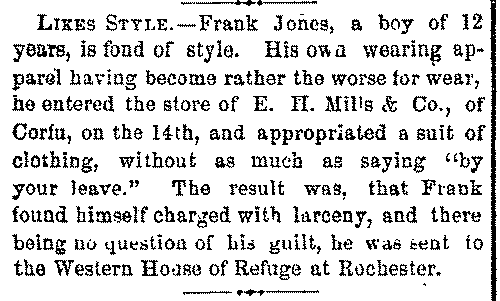 LIKES STYLE.—Frank Jones, a boy of 12
years, is fond of style. His own wearing ap-
parel having become rather the worse for wear,
he entered the store of E. H. Mills & Co., of
Corfu, on the 14th, and appropriated a suit of
clothing, without as much as saying "by
your leave." The result was, that Frank
found himself charged with larceny, and there
being no question of his guilt, he was sent to
the Western House of Refuge at Rochester.